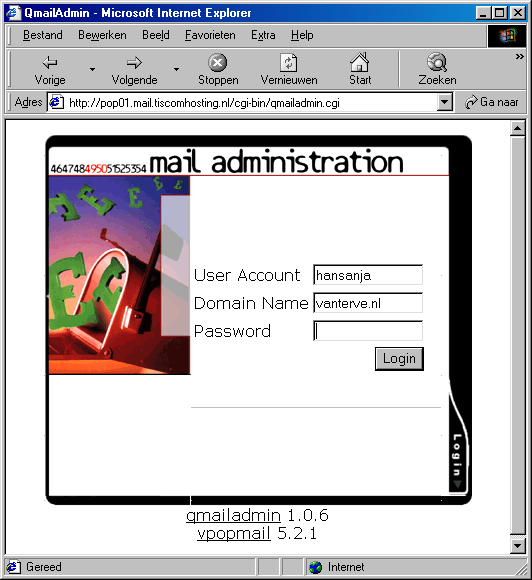 QmailAdmin - Microsoft Internet Explorer
Bestand Bewerken Beeld Favorieten Extra Help
Vorige Volgende Stoppen Vernieuwen Start Zoeken »
Adres http://pop01.mail.tiscomhosting.nl/cgi-bin/qmailadmin.cgi Ga naar
464748495051525354 mail administration
User Account hansanja
Domain Name vanterve.nl
Password
Login
Login
qmailadmin 1.0.6
vpopmail 5.2.1
Gereed Internet